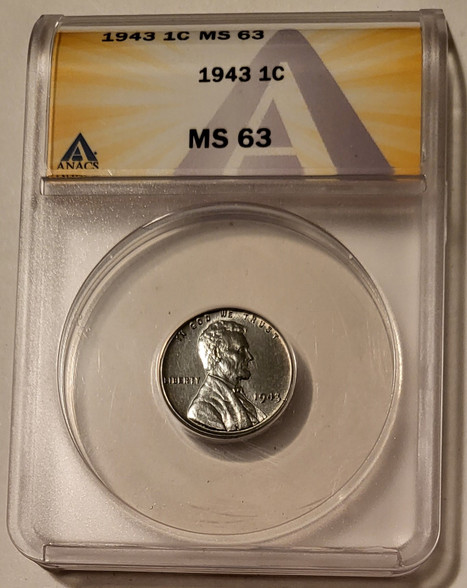 1943 1C MS 63
1943 1C
MS 63
ANACS
IN GOD WE TRUST
LIBERTY
1943